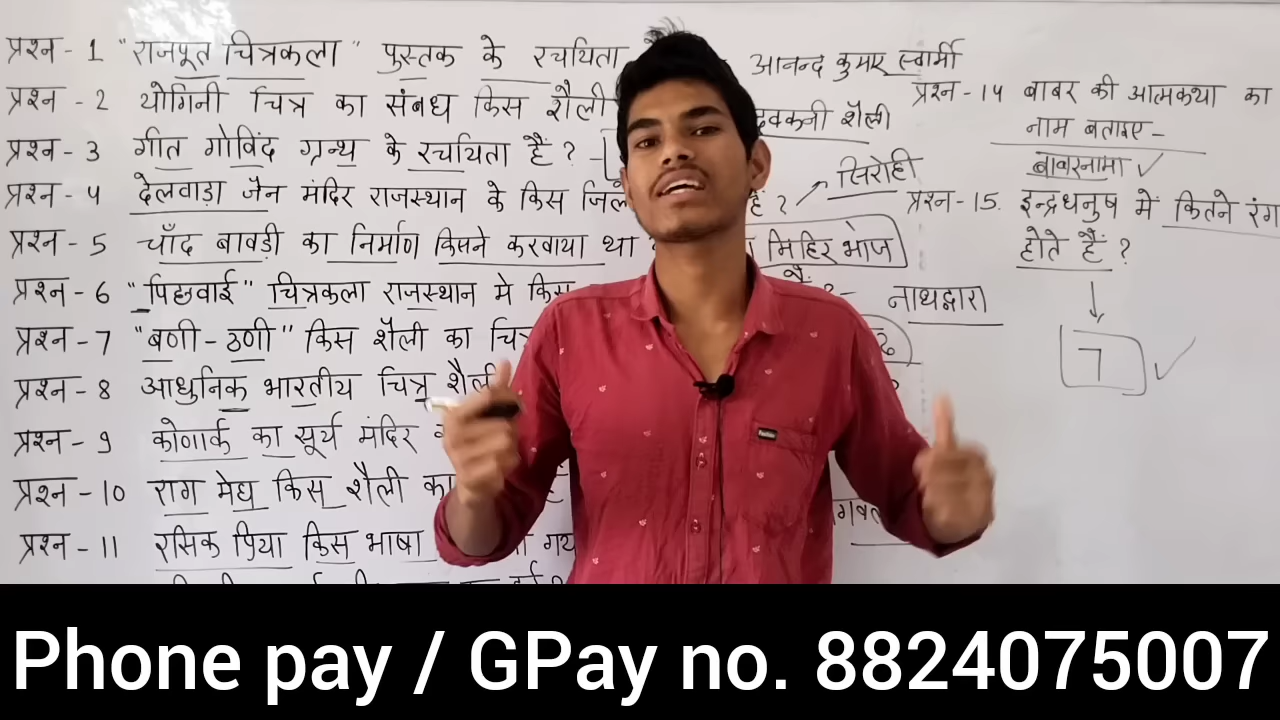 प्रश्न - 1 "राजपूत चित्रकला" पुस्तक के रचयिता आनन्द कुमार स्वामी
प्रश्न - 2 योगिनी चित्र का संबध किस शैली दक्कनी शैली
प्रश्न - 3 गीत गोविंद ग्रन्थ के रचयिता हैं ? -
प्रश्न - 4 देलवाड़ा जैन मंदिर राजस्थान के किस जिले है ? सिरोही
प्रश्न - 5 चाँद बावड़ी का निर्माण किसने करवाया था मिहिर भोज
प्रश्न - 6 "पिछवाई" चित्रकला राजस्थान मे किस नाथद्वारा
प्रश्न - 7 "बणी - ठणी" किस शैली का
प्रश्न - 8 आधुनिक भारतीय चित्र शैली
प्रश्न - 9 कोणार्क का सूर्य मंदिर
प्रश्न - 10 राग मेघ किस शैली का
प्रश्न - 11 रसिक प्रिया किस भाषा
प्रश्न - 14 बाबर की आत्मकथा का
नाम बताइए -
बाबरनामा ✓
प्रश्न - 15. इन्द्रधनुष में कितने रंग
होते हैं ?
7 ✓
Phone pay / GPay no. 8824075007